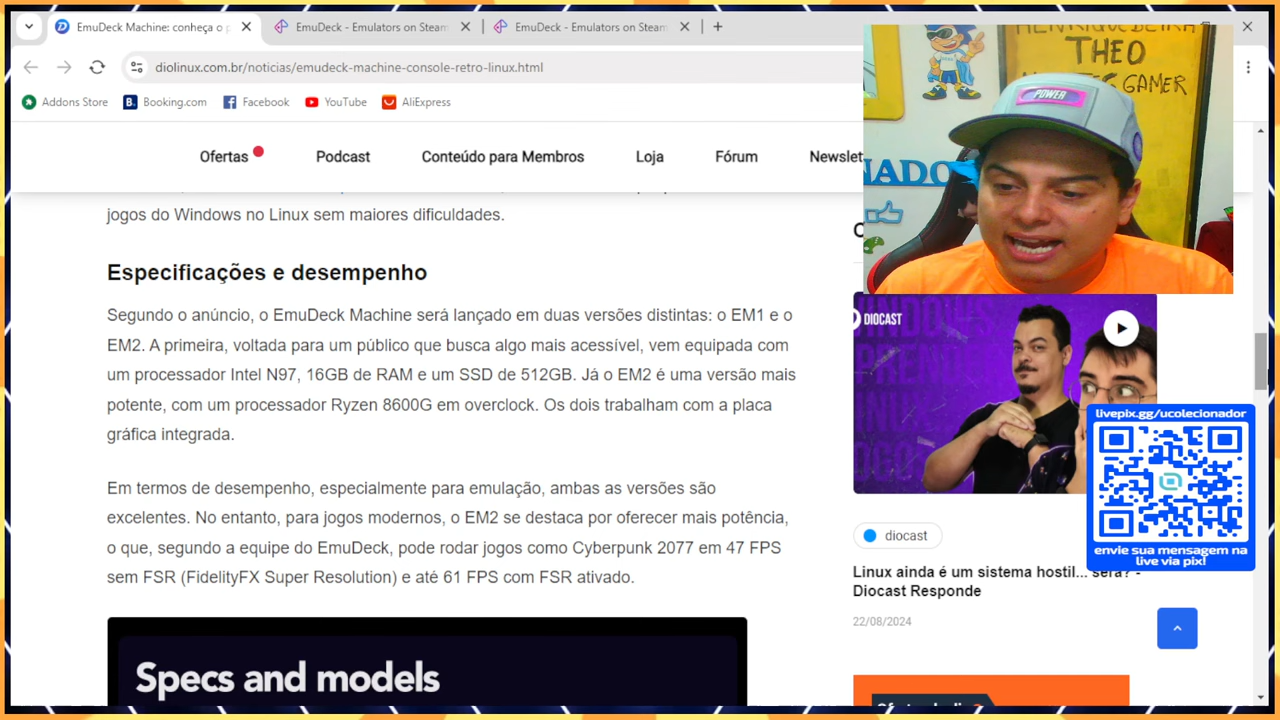 EmuDeck Machine: conheça o p
EmuDeck - Emulators on Steam
EmuDeck - Emulators on Steam
diolinux.com.br/noticias/emudeck-machine-console-retro-linux.html
Addons Store
Booking.com
Facebook
YouTube
AliExpress
THEO
GAMER
POWER
Ofertas
Podcast
Conteúdo para Membros
Loja
Fórum
Newslet
jogos do Windows no Linux sem maiores dificuldades.
Especificações e desempenho
Segundo o anúncio, o EmuDeck Machine será lançado em duas versões distintas: o EM1 e o
EM2. A primeira, voltada para um público que busca algo mais acessível, vem equipada com
um processador Intel N97, 16GB de RAM e um SSD de 512GB. Já o EM2 é uma versão mais
potente, com um processador Ryzen 8600G em overclock. Os dois trabalham com a placa
gráfica integrada.
Em termos de desempenho, especialmente para emulação, ambas as versões são
excelentes. No entanto, para jogos modernos, o EM2 se destaca por oferecer mais potência,
o que, segundo a equipe do EmuDeck, pode rodar jogos como Cyberpunk 2077 em 47 FPS
sem FSR (FidelityFX Super Resolution) e até 61 FPS com FSR ativado.
Specs and models
DIOCAST
livepix.gg/ucolecionador
envie sua mensagem na
live via pix!
diocast
Linux ainda é um sistema hostil... será? -
Diocast Responde
22/08/2024